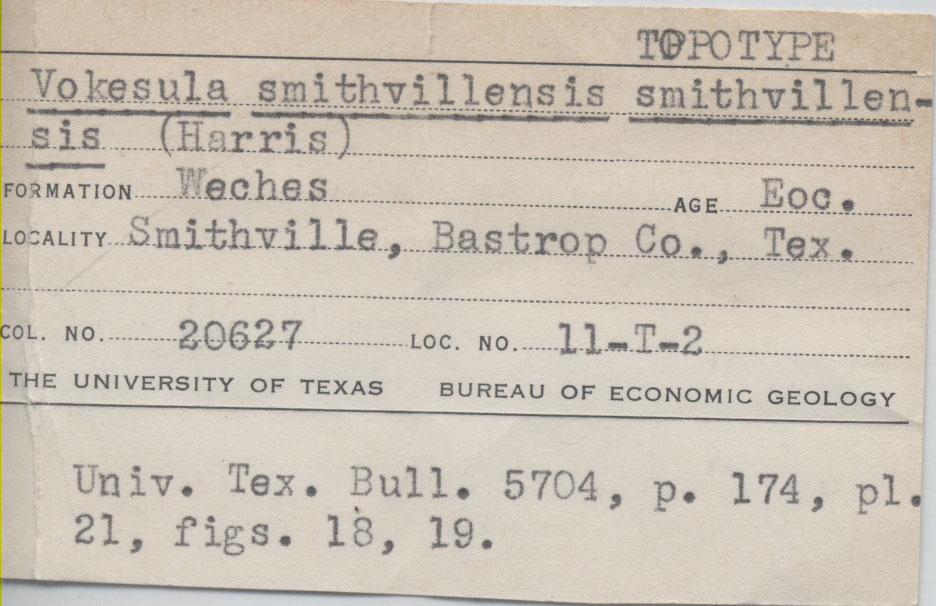 TOPOTYPE
Vokesula smithvillensis smithvillen-
sis (Harris)
FORMATION Weches AGE Eoc.
LOCALITY Smithville, Bastrop Co., Tex.
COL. NO. 20627 LOC. NO. 11-T-2
THE UNIVERSITY OF TEXAS BUREAU OF ECONOMIC GEOLOGY
Univ. Tex. Bull. 5704, p. 174, pl.
21, figs. 18, 19.